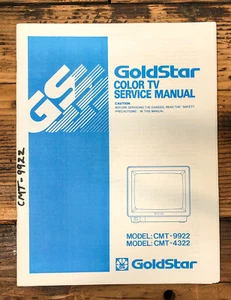 GS
GoldStar
COLOR TV
SERVICE MANUAL
CAUTION
BEFORE SERVICING THE CHASSIS, READ THE "SAFETY
PRECAUTIONS" IN THIS MANUAL.
CMT-9922
MODEL: CMT-9922
MODEL: CMT-4322
GoldStar